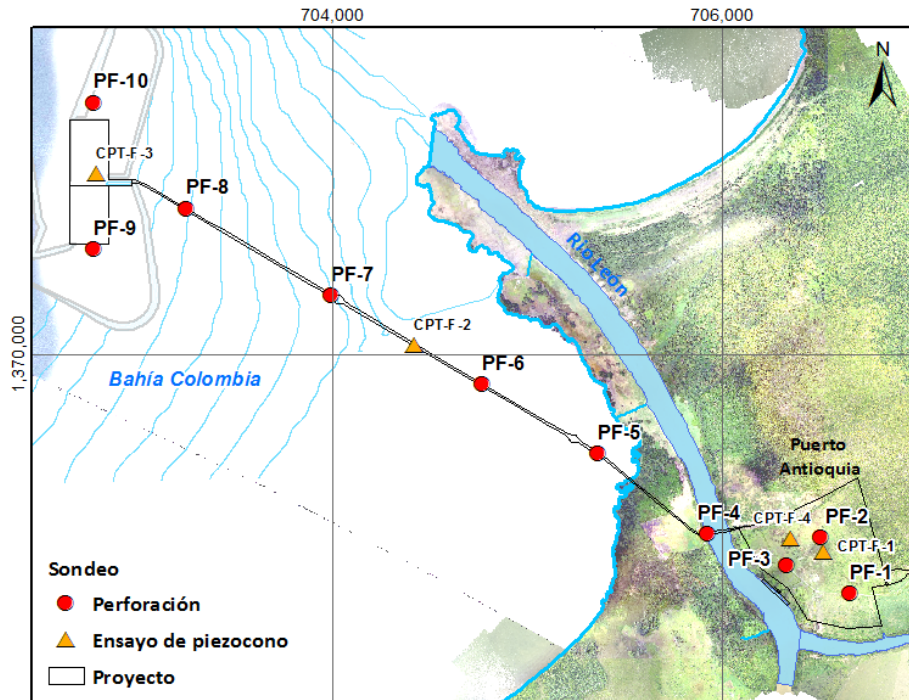 704,000
706,000
N
PF-10
CPT-F-3
PF-8
PF-9
PF-7
Río León
CPT-F-2
1,370,000
Bahía Colombia
PF-6
PF-5
Puerto
Antioquia
PF-4
CPT-F-4
PF-2
CPT-F-1
PF-3
PF-1
Sondeo
Perforación
Ensayo de piezocono
Proyecto